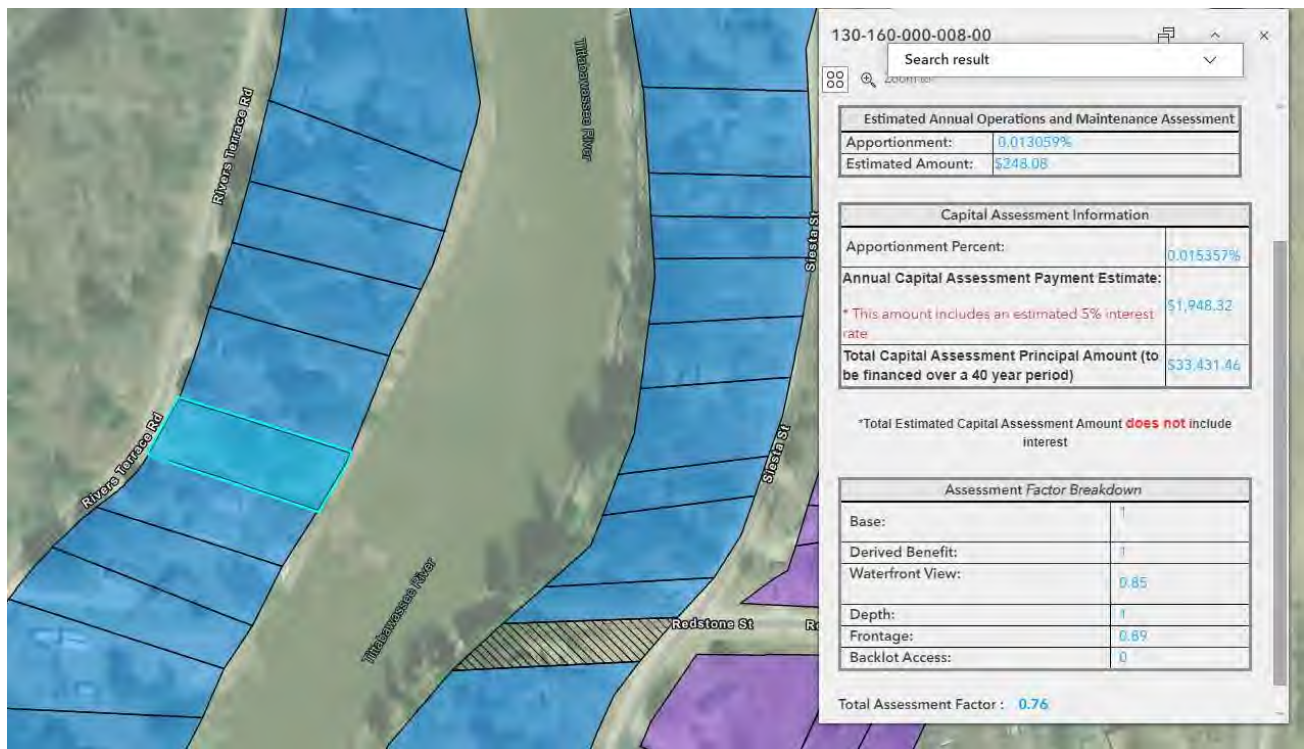 Rivers Terrace Rd
Tittabawassee River
Siesta St
Rivers Terrace Rd
Siesta St
Tittabawassee River
Redstone St
130-160-000-008-00
Search result
Zoom to
Estimated Annual Operations and Maintenance Assessment
Apportionment: 0.013059%
Estimated Amount: $248.08
Capital Assessment Information
Apportionment Percent: 0.015357%
Annual Capital Assessment Payment Estimate:
* This amount includes an estimated 5% interest
rate
$1,948.32
Total Capital Assessment Principal Amount (to
be financed over a 40 year period)
$33,431.46
*Total Estimated Capital Assessment Amount does not include
interest
Assessment Factor Breakdown
Base: 1
Derived Benefit: 1
Waterfront View: 0.85
Depth: 1
Frontage: 0.89
Backlot Access: 0
Total Assessment Factor : 0.76